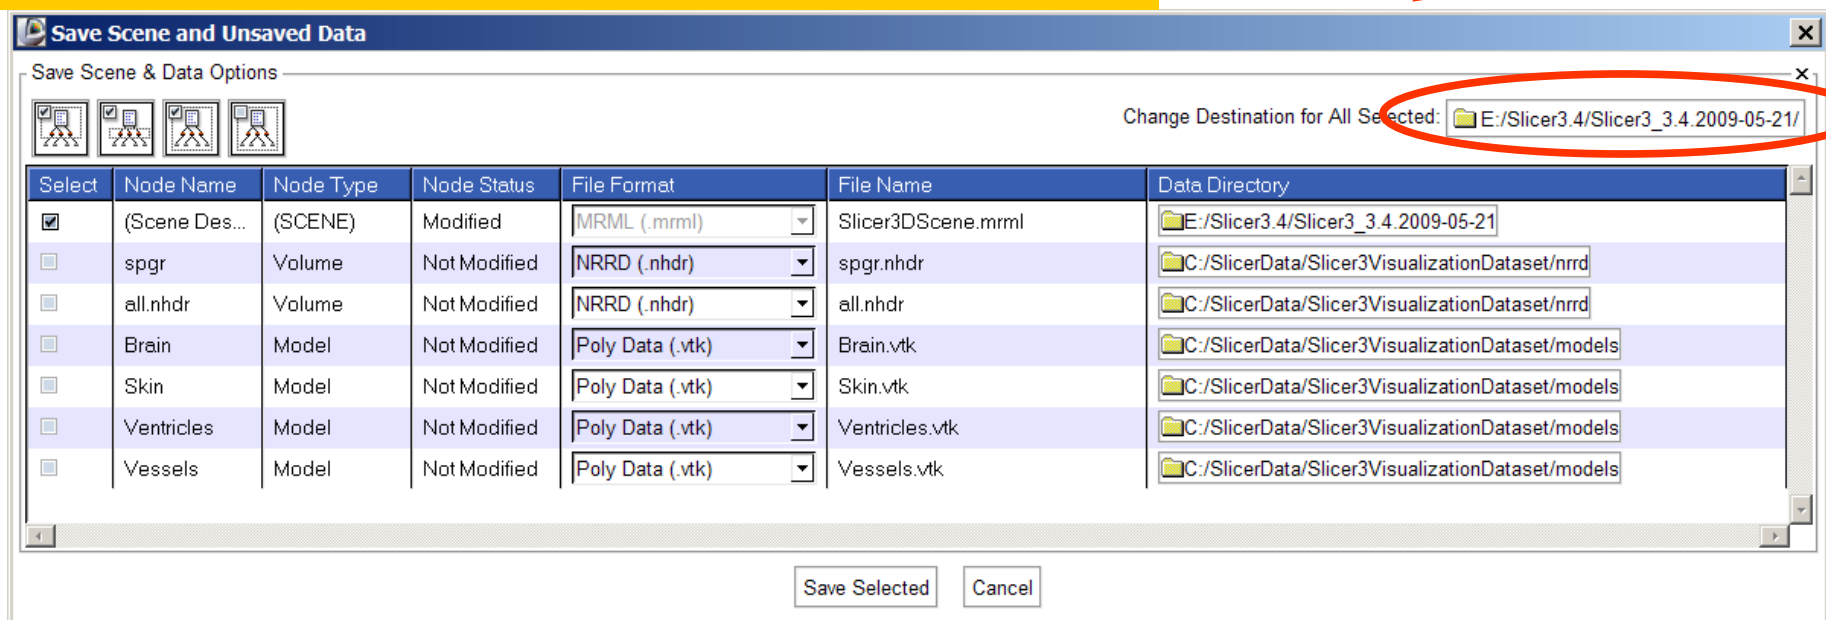 Save Scene and Unsaved Data
Save Scene & Data Options
Change Destination for All Selected: E:/Slicer3.4/Slicer3_3.4.2009-05-21/
Select Node Name Node Type Node Status File Format File Name Data Directory
(Scene Des... (SCENE) Modified MRML (.mrml) Slicer3DScene.mrml E:/Slicer3.4/Slicer3_3.4.2009-05-21
spgr Volume Not Modified NRRD (.nhdr) spgr.nhdr C:/SlicerData/Slicer3VisualizationDataset/nrrd
all.nhdr Volume Not Modified NRRD (.nhdr) all.nhdr C:/SlicerData/Slicer3VisualizationDataset/nrrd
Brain Model Not Modified Poly Data (.vtk) Brain.vtk C:/SlicerData/Slicer3VisualizationDataset/models
Skin Model Not Modified Poly Data (.vtk) Skin.vtk C:/SlicerData/Slicer3VisualizationDataset/models
Ventricles Model Not Modified Poly Data (.vtk) Ventricles.vtk C:/SlicerData/Slicer3VisualizationDataset/models
Vessels Model Not Modified Poly Data (.vtk) Vessels.vtk C:/SlicerData/Slicer3VisualizationDataset/models
Save Selected Cancel